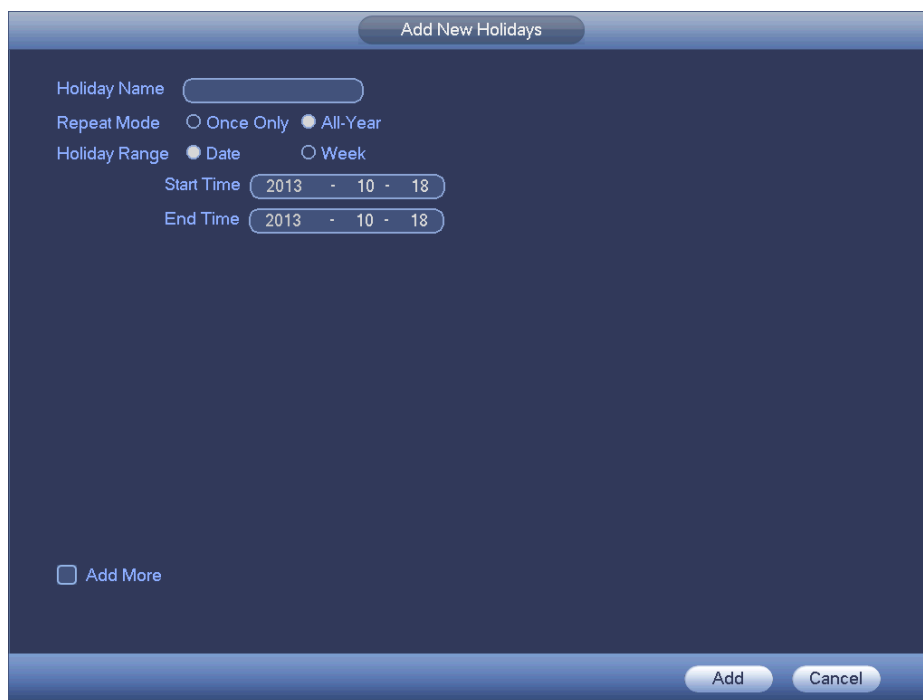 Add New Holidays
Holiday Name
Repeat Mode Once Only All-Year
Holiday Range Date Week
Start Time 2013 - 10 - 18
End Time 2013 - 10 - 18
Add More
Add Cancel